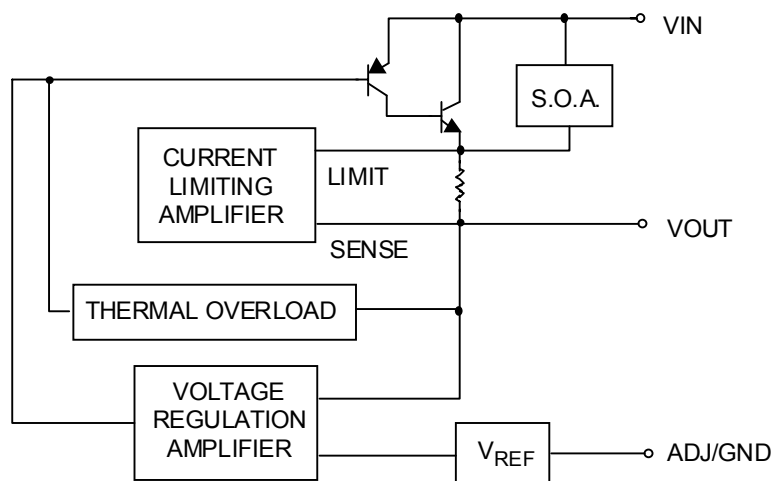 VIN
S.O.A.
CURRENT
LIMITING
AMPLIFIER
LIMIT
SENSE
VOUT
THERMAL OVERLOAD
VOLTAGE
REGULATION
AMPLIFIER
VREF
ADJ/GND